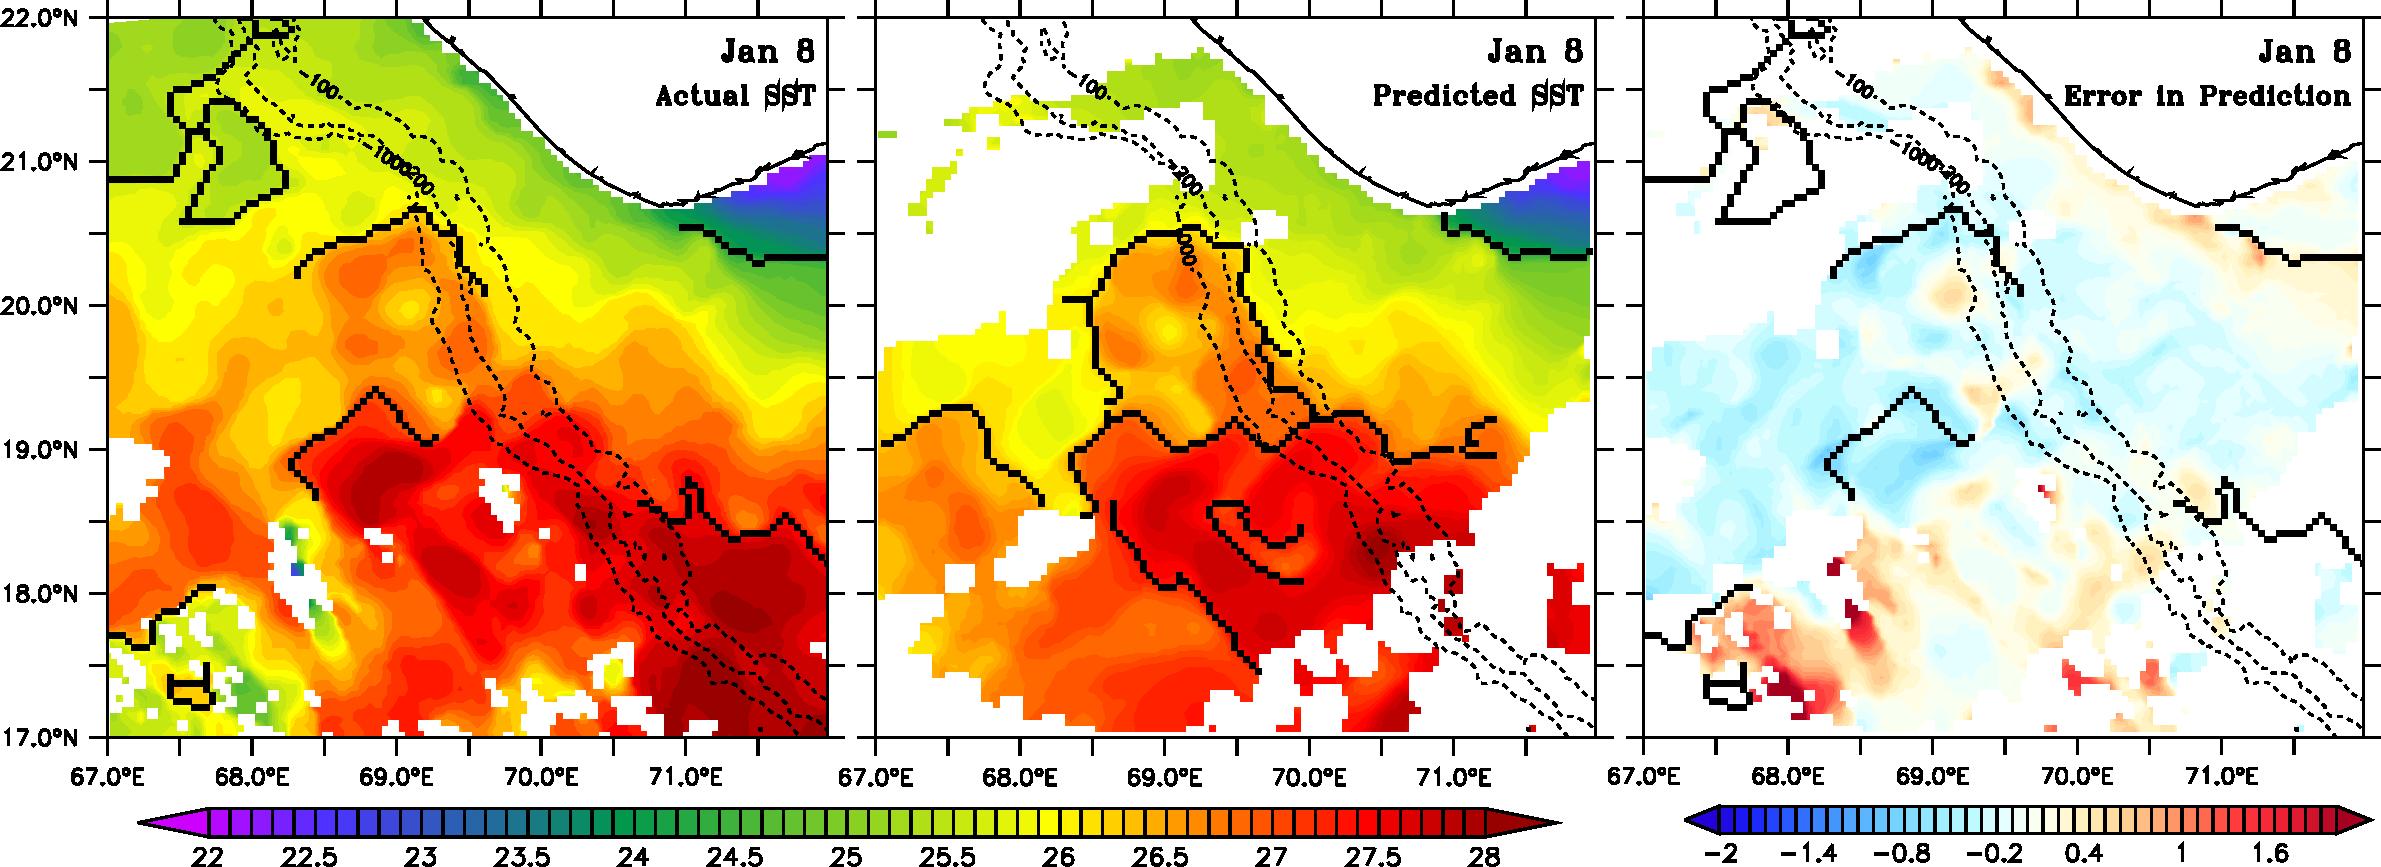 Jan 8
Actual SST
100
1000
200
Jan 8
Predicted SST
100
200
000
Jan 8
Error in Prediction
100
1000
200
22.0°N
21.0°N
20.0°N
19.0°N
18.0°N
17.0°N
67.0°E 68.0°E 69.0°E 70.0°E 71.0°E
67.0°E 68.0°E 69.0°E 70.0°E 71.0°E
67.0°E 68.0°E 69.0°E 70.0°E 71.0°E
22 22.5 23 23.5 24 24.5 25 25.5 26 26.5 27 27.5 28
-2 -1.4 -0.8 -0.2 0.4 1 1.6